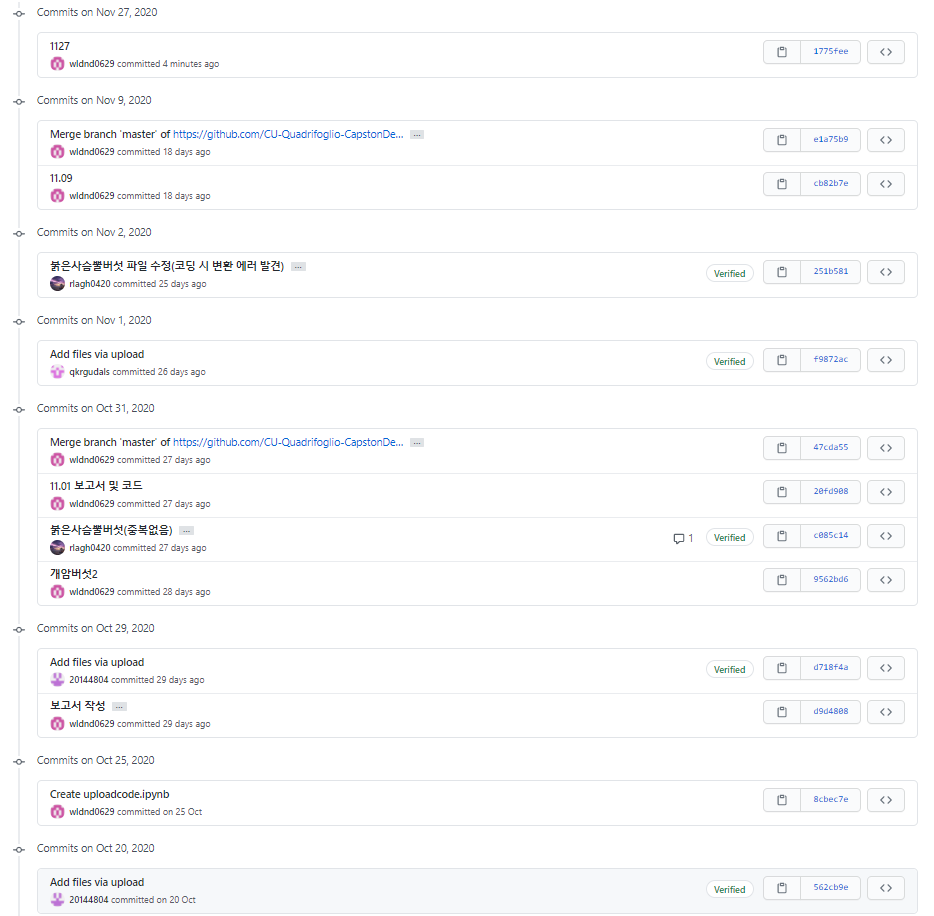 Commits on Nov 27, 2020
1127
wldnd0629 committed 4 minutes ago
1775fee
Commits on Nov 9, 2020
Merge branch 'master' of https://github.com/CU-Quadrifoglio-CapstonDe... ...
wldnd0629 committed 18 days ago
e1a75b9
11.09
wldnd0629 committed 18 days ago
cb82b7e
Commits on Nov 2, 2020
붉은사슴뿔버섯 파일 수정(코딩 시 변환 에러 발견) ...
rlagh0420 committed 25 days ago
Verified
251b581
Commits on Nov 1, 2020
Add files via upload
qkrgudals committed 26 days ago
Verified
f9872ac
Commits on Oct 31, 2020
Merge branch 'master' of https://github.com/CU-Quadrifoglio-CapstonDe... ...
wldnd0629 committed 27 days ago
47cda55
11.01 보고서 및 코드
wldnd0629 committed 27 days ago
20fd908
붉은사슴뿔버섯(중복없음) ...
rlagh0420 committed 27 days ago
1
Verified
c085c14
개암버섯2
wldnd0629 committed 28 days ago
9562bd6
Commits on Oct 29, 2020
Add files via upload
20144804 committed 29 days ago
Verified
d718f4a
보고서 작성 ...
wldnd0629 committed 29 days ago
d9d4808
Commits on Oct 25, 2020
Create uploadcode.ipynb
wldnd0629 committed on 25 Oct
8cbec7e
Commits on Oct 20, 2020
Add files via upload
20144804 committed on 20 Oct
Verified
562cb9e